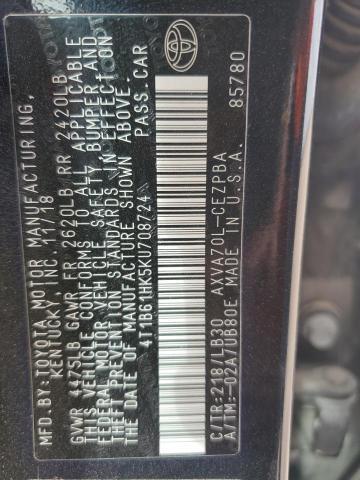 MFD.BY:TOYOTA MOTOR MANUFACTURING,
KENTUCKY, INC. 11/18
GVWR 4475LB GAWR FR 2620LB RR 2420LB
THIS VEHICLE CONFORMS TO ALL APPLICABLE
FEDERAL MOTOR VEHICLE SAFETY, BUMPER, AND
THEFT PREVENTION STANDARDS IN EFFECT ON
THE DATE OF MANUFACTURE SHOWN ABOVE.
4T1B61HK5KU708724 PASS.CAR
C/TR:218/LB30 AXVA70L-CEZPBA
A/TM:-02A/UB80E U.S.A.
85780